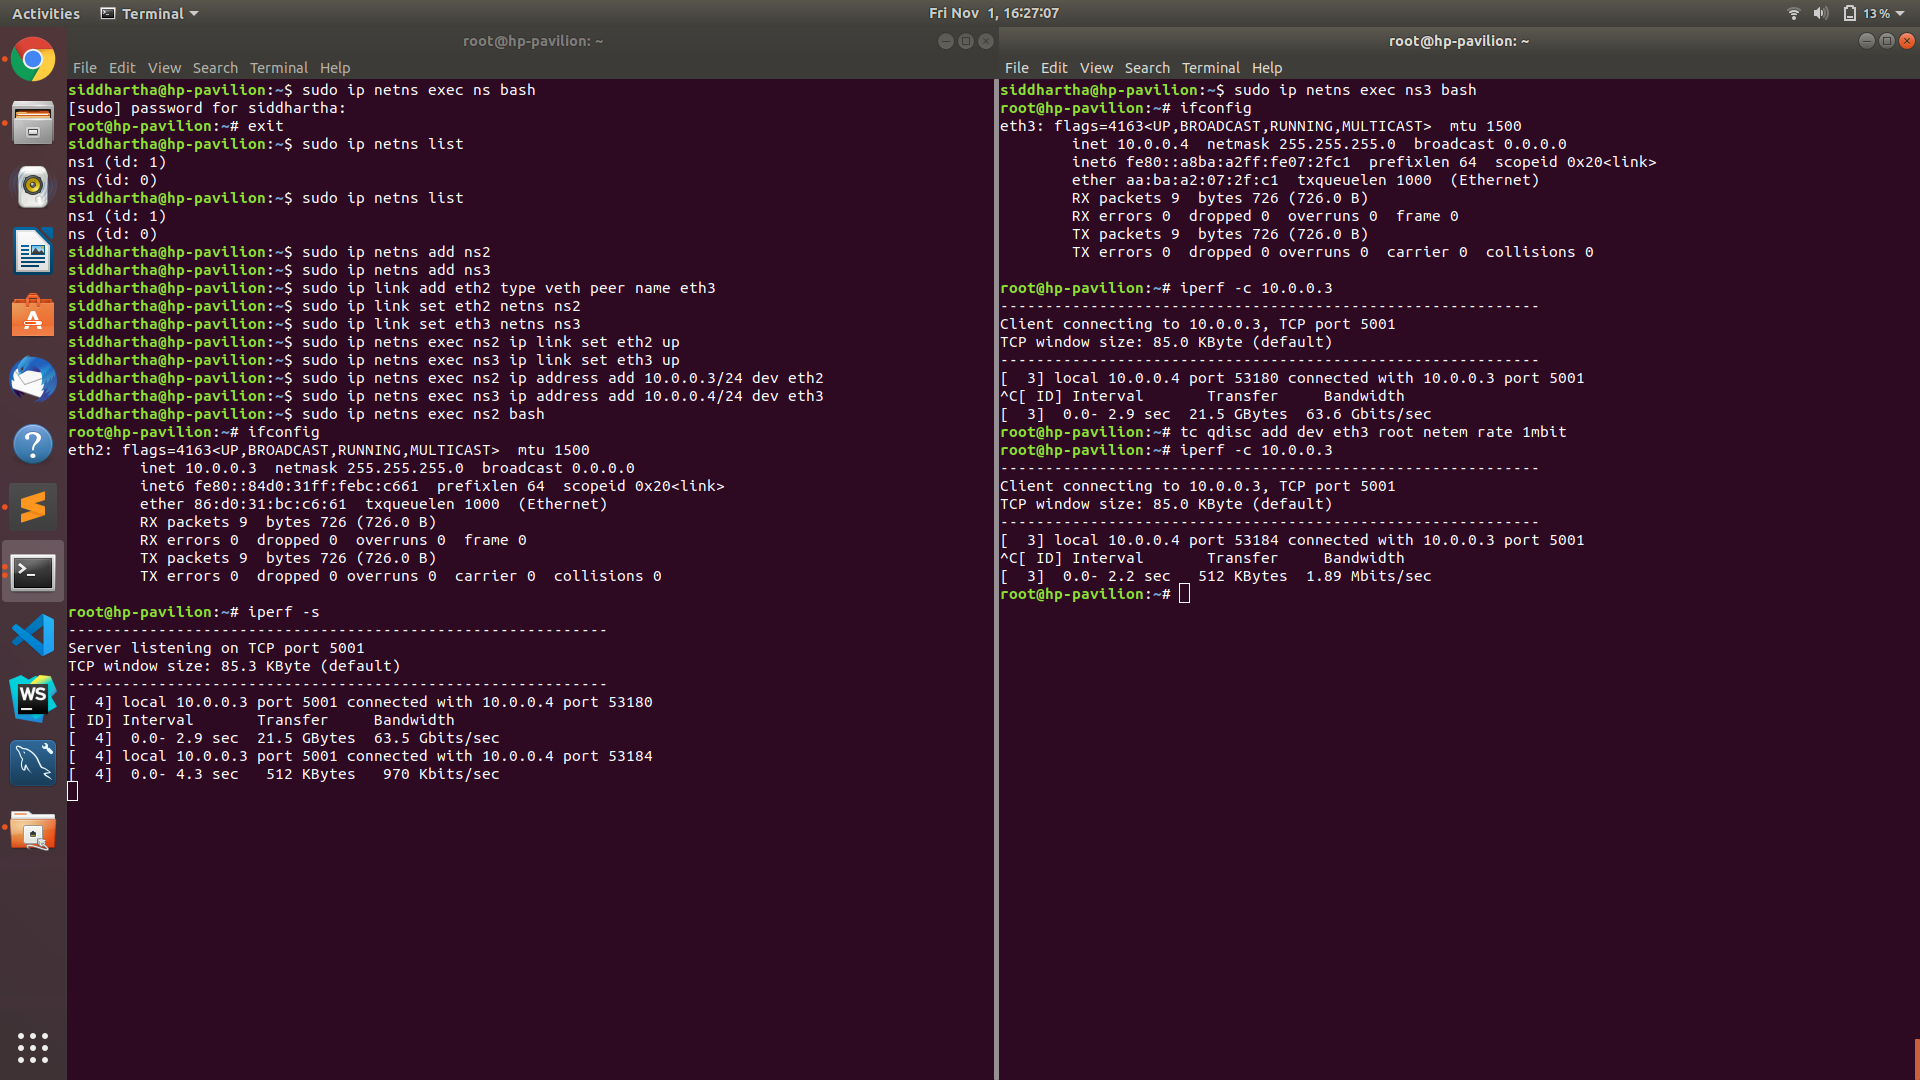 Activities Terminal Fri Nov 1, 16:27:07 13 %
root@hp-pavilion: ~
File Edit View Search Terminal Help
siddhartha@hp-pavilion:~$ sudo ip netns exec ns bash
[sudo] password for siddhartha:
root@hp-pavilion:~# exit
siddhartha@hp-pavilion:~$ sudo ip netns list
ns1 (id: 1)
ns (id: 0)
siddhartha@hp-pavilion:~$ sudo ip netns list
ns1 (id: 1)
ns (id: 0)
siddhartha@hp-pavilion:~$ sudo ip netns add ns2
siddhartha@hp-pavilion:~$ sudo ip netns add ns3
siddhartha@hp-pavilion:~$ sudo ip link add eth2 type veth peer name eth3
siddhartha@hp-pavilion:~$ sudo ip link set eth2 netns ns2
siddhartha@hp-pavilion:~$ sudo ip link set eth3 netns ns3
siddhartha@hp-pavilion:~$ sudo ip netns exec ns2 ip link set eth2 up
siddhartha@hp-pavilion:~$ sudo ip netns exec ns3 ip link set eth3 up
siddhartha@hp-pavilion:~$ sudo ip netns exec ns2 ip address add 10.0.0.3/24 dev eth2
siddhartha@hp-pavilion:~$ sudo ip netns exec ns3 ip address add 10.0.0.4/24 dev eth3
siddhartha@hp-pavilion:~$ sudo ip netns exec ns2 bash
root@hp-pavilion:~# ifconfig
eth2: flags=4163<UP,BROADCAST,RUNNING,MULTICAST>  mtu 1500
        inet 10.0.0.3  netmask 255.255.255.0  broadcast 0.0.0.0
        inet6 fe80::84d0:31ff:febc:c661  prefixlen 64  scopeid 0x20<link>
        ether 86:d0:31:bc:c6:61  txqueuelen 1000  (Ethernet)
        RX packets 9  bytes 726 (726.0 B)
        RX errors 0  dropped 0  overruns 0  frame 0
        TX packets 9  bytes 726 (726.0 B)
        TX errors 0  dropped 0 overruns 0  carrier 0  collisions 0
root@hp-pavilion:~# iperf -s
------------------------------------------------------------
Server listening on TCP port 5001
TCP window size: 85.3 KByte (default)
------------------------------------------------------------
[  4] local 10.0.0.3 port 5001 connected with 10.0.0.4 port 53180
[ ID] Interval       Transfer     Bandwidth
[  4]  0.0- 2.9 sec  21.5 GBytes  63.5 Gbits/sec
[  4] local 10.0.0.3 port 5001 connected with 10.0.0.4 port 53184
[  4]  0.0- 4.3 sec   512 KBytes   970 Kbits/sec
root@hp-pavilion: ~
File Edit View Search Terminal Help
siddhartha@hp-pavilion:~$ sudo ip netns exec ns3 bash
root@hp-pavilion:~# ifconfig
eth3: flags=4163<UP,BROADCAST,RUNNING,MULTICAST>  mtu 1500
        inet 10.0.0.4  netmask 255.255.255.0  broadcast 0.0.0.0
        inet6 fe80::a8ba:a2ff:fe07:2fc1  prefixlen 64  scopeid 0x20<link>
        ether aa:ba:a2:07:2f:c1  txqueuelen 1000  (Ethernet)
        RX packets 9  bytes 726 (726.0 B)
        RX errors 0  dropped 0  overruns 0  frame 0
        TX packets 9  bytes 726 (726.0 B)
        TX errors 0  dropped 0 overruns 0  carrier 0  collisions 0
root@hp-pavilion:~# iperf -c 10.0.0.3
------------------------------------------------------------
Client connecting to 10.0.0.3, TCP port 5001
TCP window size: 85.0 KByte (default)
------------------------------------------------------------
[  3] local 10.0.0.4 port 53180 connected with 10.0.0.3 port 5001
^C[ ID] Interval       Transfer     Bandwidth
[  3]  0.0- 2.9 sec  21.5 GBytes  63.6 Gbits/sec
root@hp-pavilion:~# tc qdisc add dev eth3 root netem rate 1mbit
root@hp-pavilion:~# iperf -c 10.0.0.3
------------------------------------------------------------
Client connecting to 10.0.0.3, TCP port 5001
TCP window size: 85.0 KByte (default)
------------------------------------------------------------
[  3] local 10.0.0.4 port 53184 connected with 10.0.0.3 port 5001
^C[ ID] Interval       Transfer     Bandwidth
[  3]  0.0- 2.2 sec   512 KBytes  1.89 Mbits/sec
root@hp-pavilion:~#
WS